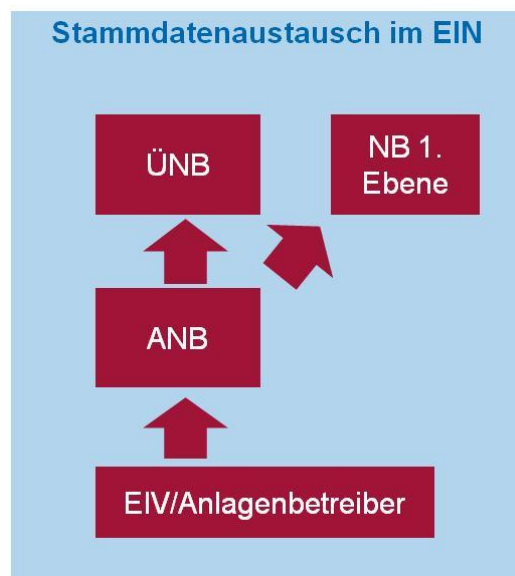 Stammdatenaustausch im EIN
ÜNB
NB 1.
Ebene
ANB
EIV/Anlagenbetreiber